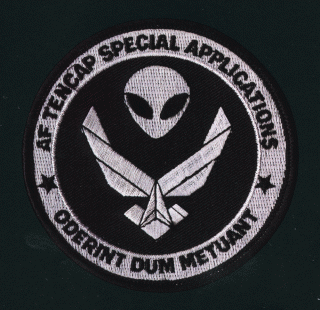 AF TENCAP SPECIAL APPLICATIONS
ODERINT DUM METUANT